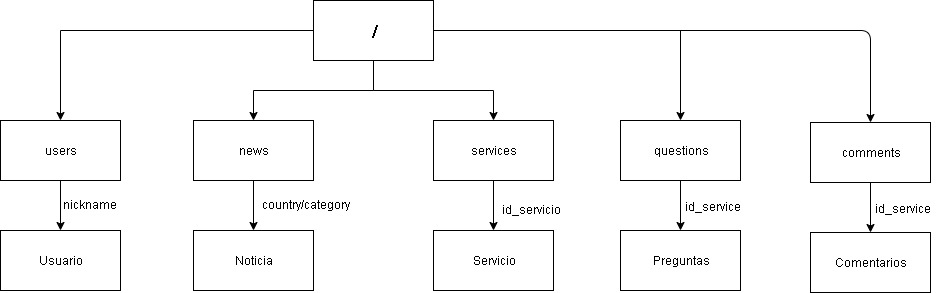 /
users
news
services
questions
comments
nickname
country/category
id_servicio
id_service
id_service
Usuario
Noticia
Servicio
Preguntas
Comentarios